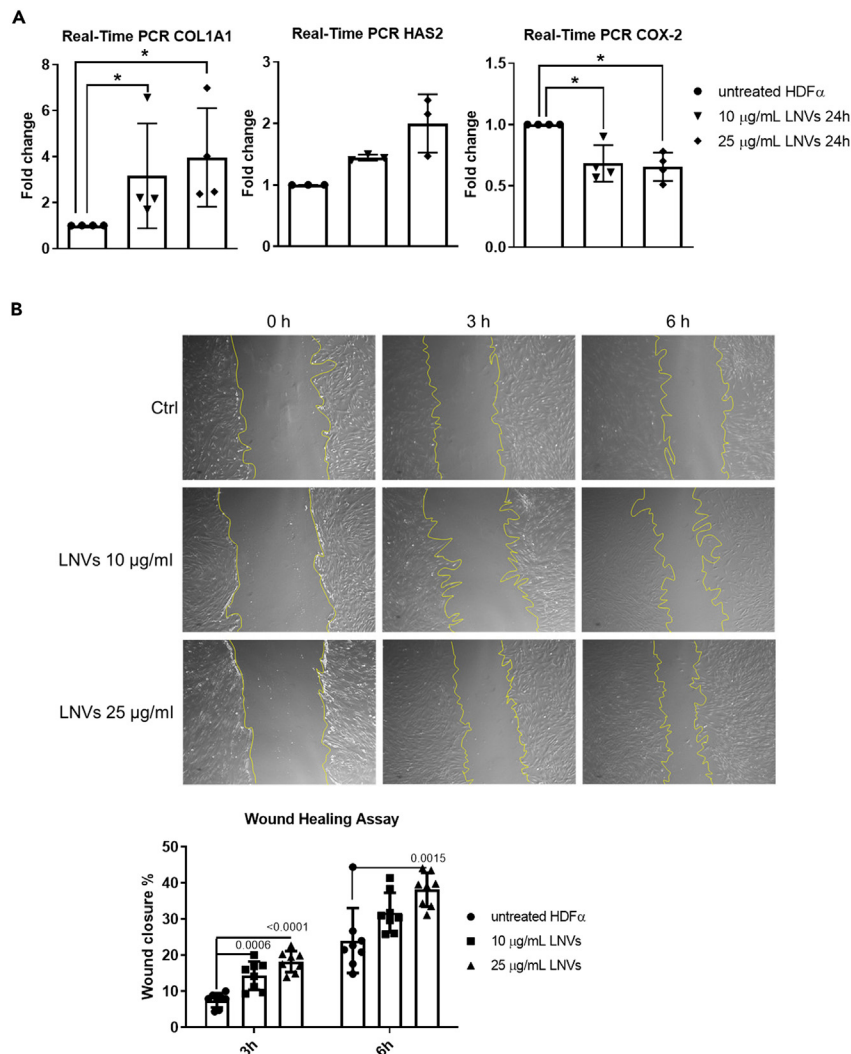 A
Real-Time PCR COL1A1
Real-Time PCR HAS2
Real-Time PCR COX-2
Fold change
8
6
4
2
0
*
*
Fold change
3
2
1
0
Fold change
1.5
1.0
0.5
0.0
*
*
untreated HDFα
10 µg/mL LNVs 24h
25 µg/mL LNVs 24h
B
0 h
3 h
6 h
Ctrl
LNVs 10 µg/ml
LNVs 25 µg/ml
Wound Healing Assay
Wound closure %
50
40
30
20
10
0
0.0006
<0.0001
0.0015
3h
6h
untreated HDFα
10 µg/mL LNVs
25 µg/mL LNVs